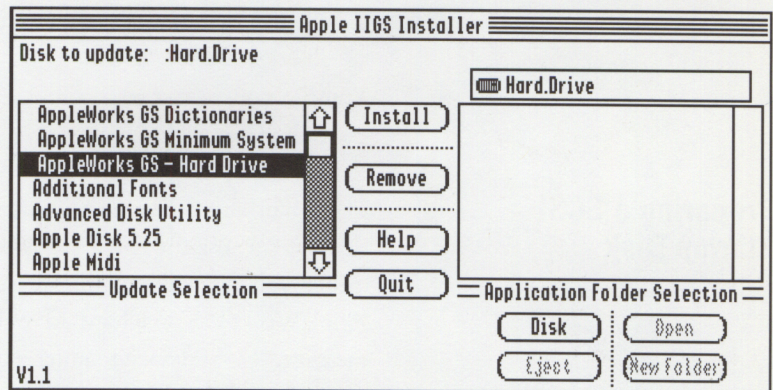 Apple IIGS Installer
Disk to update: :Hard.Drive
Hard.Drive
AppleWorks GS Dictionaries
AppleWorks GS Minimum System
AppleWorks GS – Hard Drive
Additional Fonts
Advanced Disk Utility
Apple Disk 5.25
Apple Midi
Update Selection
Install
Remove
Help
Quit
Application Folder Selection
Disk
Open
Eject
New Folder
V1.1